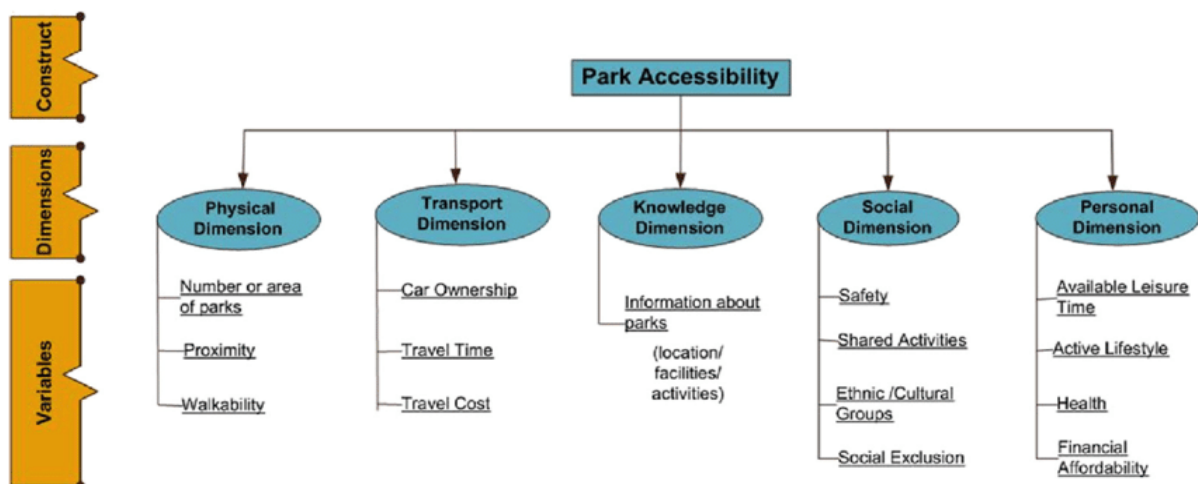 Construct
Park Accessibility
Dimensions
Physical
Dimension
Transport
Dimension
Knowledge
Dimension
Social
Dimension
Personal
Dimension
Variables
Number or area
of parks
Proximity
Walkability
Car Ownership
Travel Time
Travel Cost
Information about
parks
(location/
facilities/
activities)
Safety
Shared Activities
Ethnic /Cultural
Groups
Social Exclusion
Available Leisure
Time
Active Lifestyle
Health
Financial
Affordability